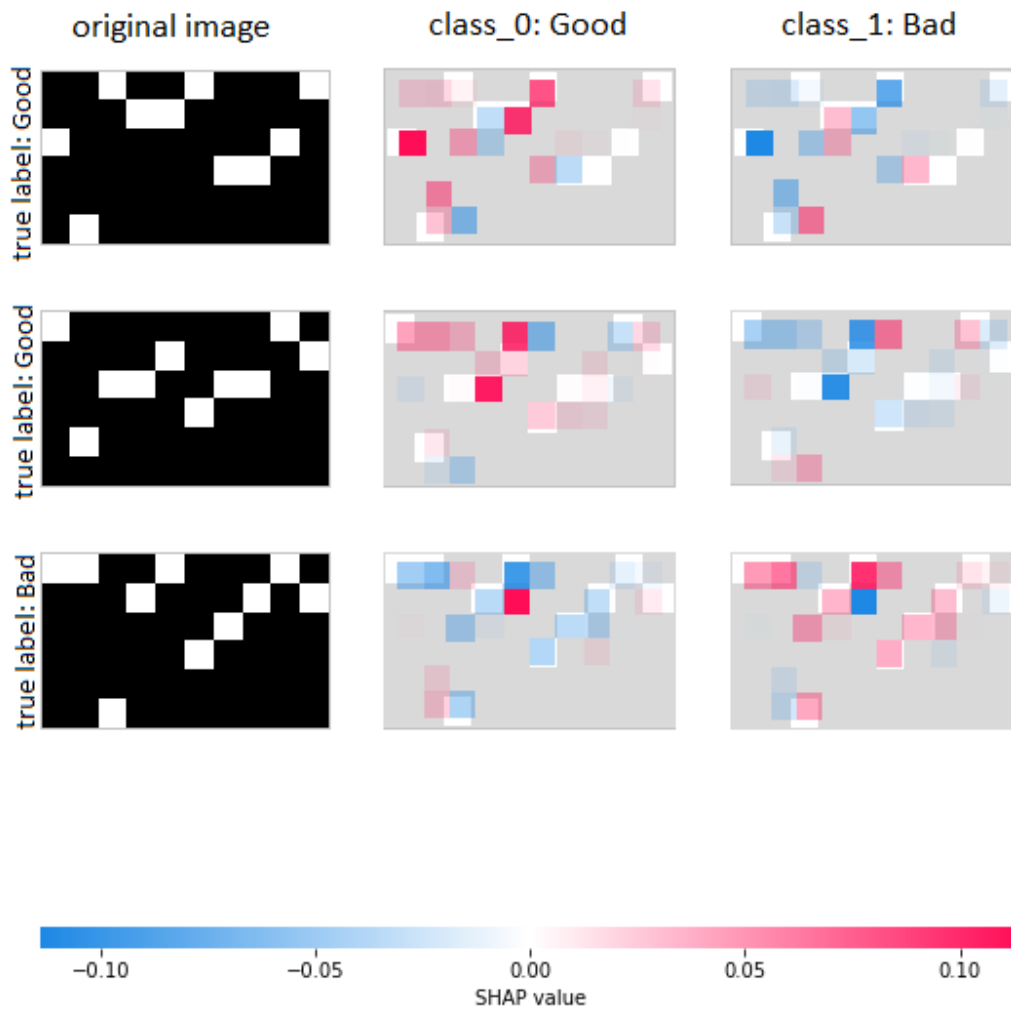 original image
class_0: Good
class_1: Bad
true label: Good
true label: Good
true label: Bad
−0.10
−0.05
0.00
0.05
0.10
SHAP value